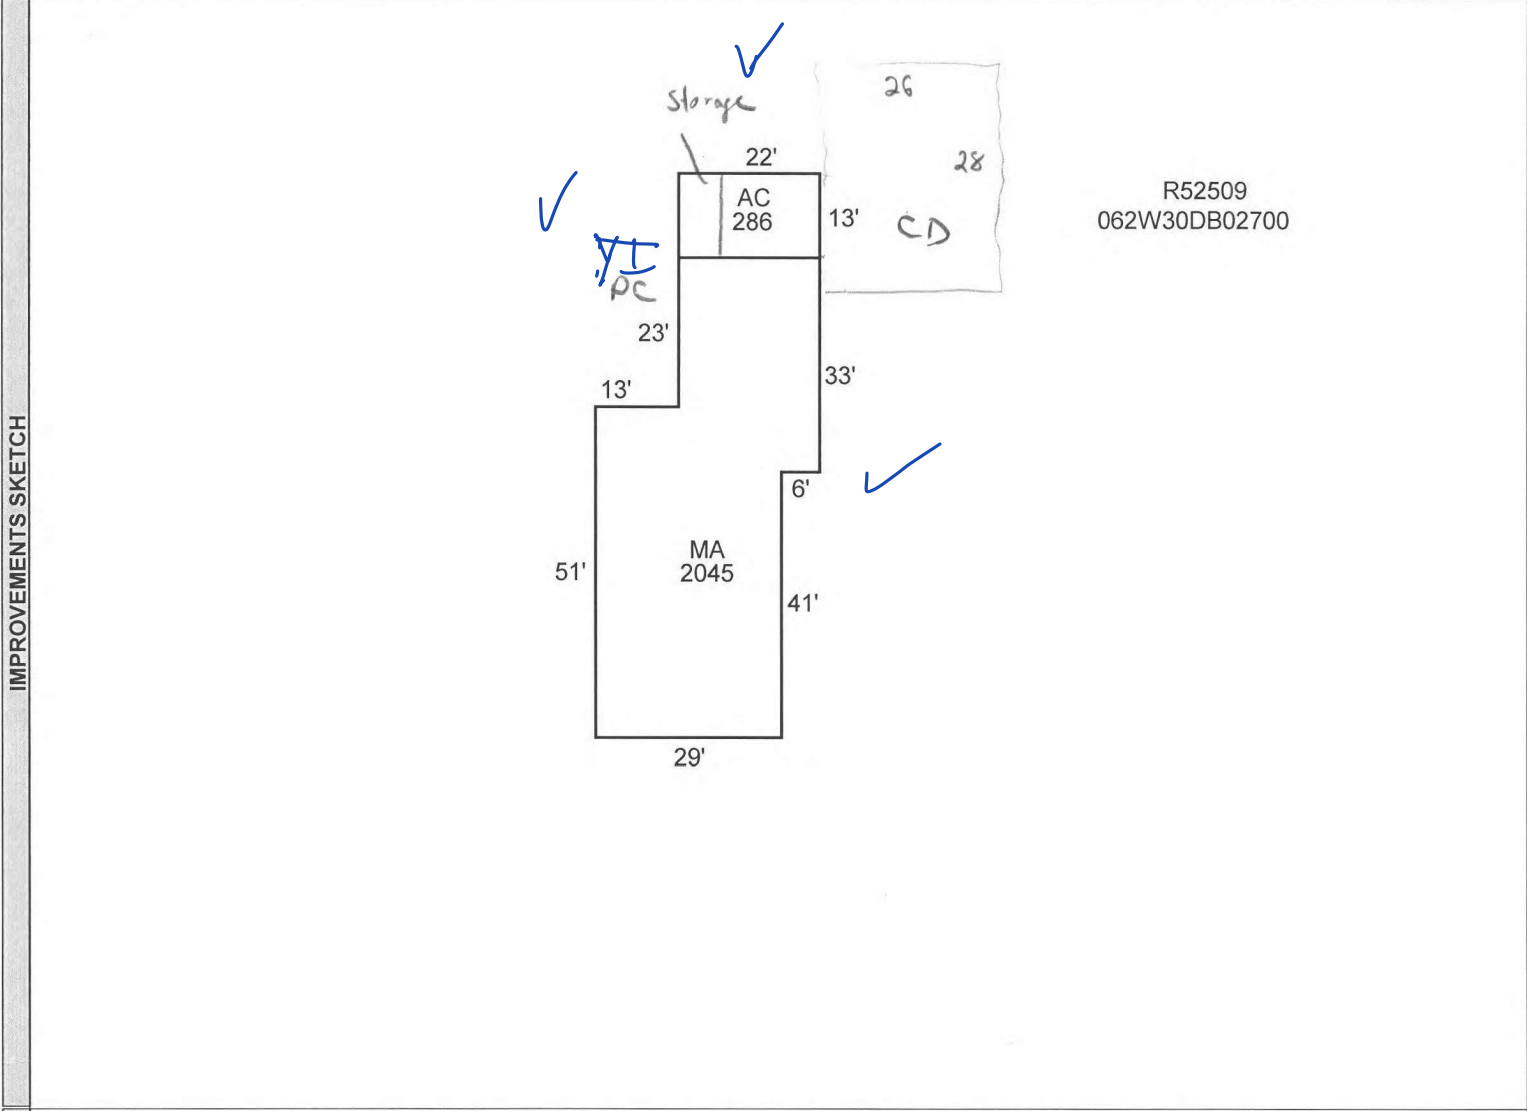 IMPROVEMENTS SKETCH
Storage
26
28
CD
22'
AC
286
13'
R52509
062W30DB02700
PC
23'
13'
33'
6'
MA
2045
51'
41'
29'